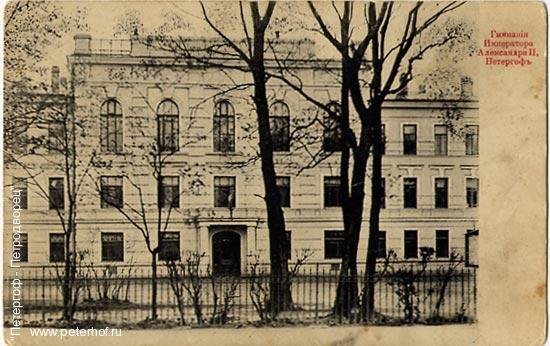 Гимназія
Императора
Александра II,
Петергофъ.
"Петергоф - Петродворец"
www.peterhof.ru